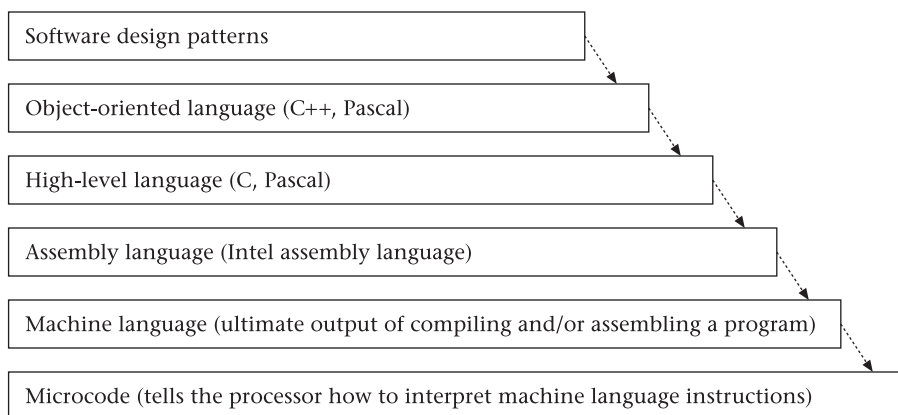 Software design patterns
Object-oriented language (C++, Pascal)
High-level language (C, Pascal)
Assembly language (Intel assembly language)
Machine language (ultimate output of compiling and/or assembling a program)
Microcode (tells the processor how to interpret machine language instructions)